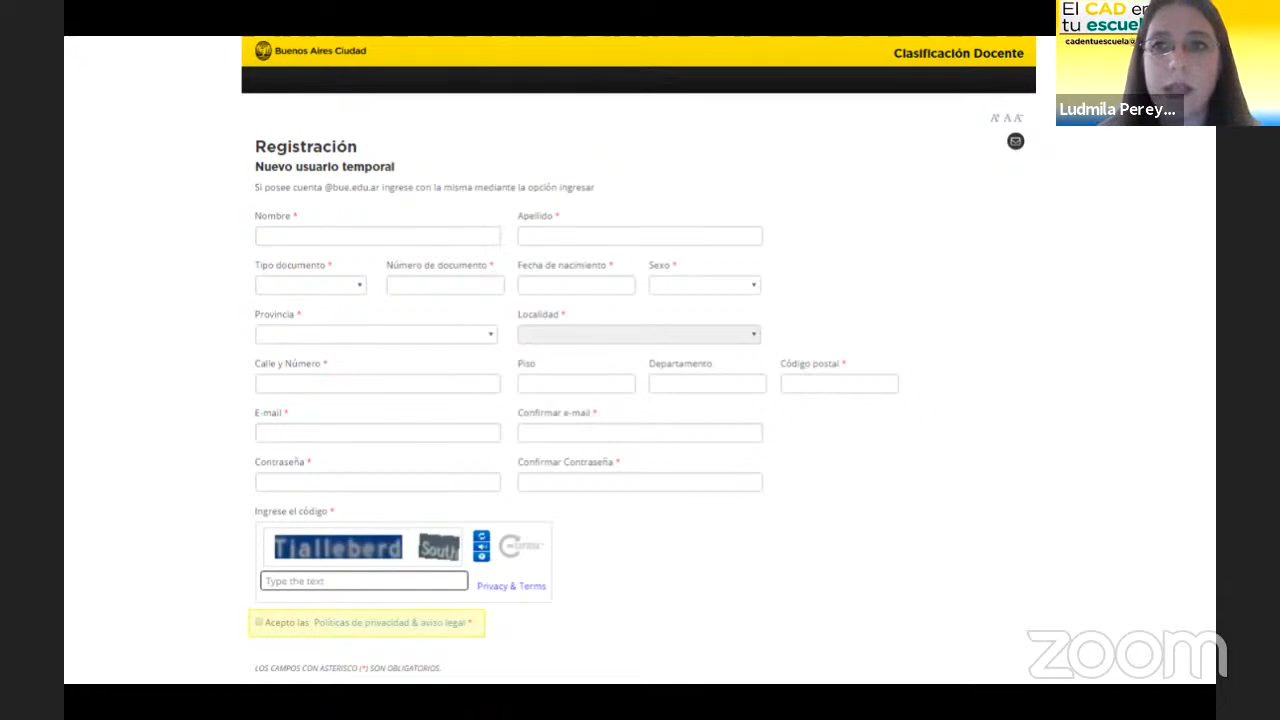 Buenos Aires Ciudad
Clasificación Docente
El CAD en
tu escuel
cadentuescuela@
Ludmila Perey...
A+ A A-
Registración
Nuevo usuario temporal
Si posee cuenta @bue.edu.ar ingrese con la misma mediante la opción ingresar
Nombre * Apellido *
Tipo documento * Número de documento * Fecha de nacimiento * Sexo *
Provincia * Localidad *
Calle y Número * Piso Departamento Código postal *
E-mail * Confirmar e-mail *
Contraseña * Confirmar Contraseña *
Ingrese el código *
Tjalleberd South
Type the text
Privacy & Terms
Acepto las Políticas de privacidad & aviso legal *
LOS CAMPOS CON ASTERISCO (*) SON OBLIGATORIOS.
zoom